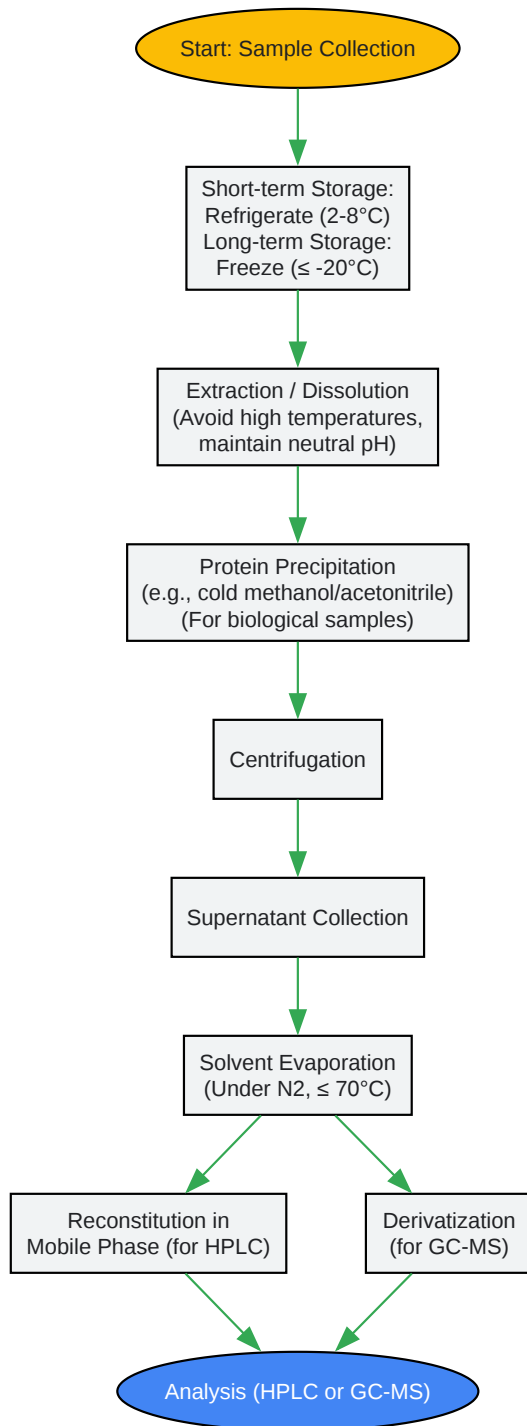 Start: Sample Collection
Short-term Storage:
Refrigerate (2-8°C)
Long-term Storage:
Freeze (≤ -20°C)
Extraction / Dissolution
(Avoid high temperatures,
maintain neutral pH)
Protein Precipitation
(e.g., cold methanol/acetonitrile)
(For biological samples)
Centrifugation
Supernatant Collection
Solvent Evaporation
(Under N2, ≤ 70°C)
Reconstitution in
Mobile Phase (for HPLC)
Derivatization
(for GC-MS)
Analysis (HPLC or GC-MS)